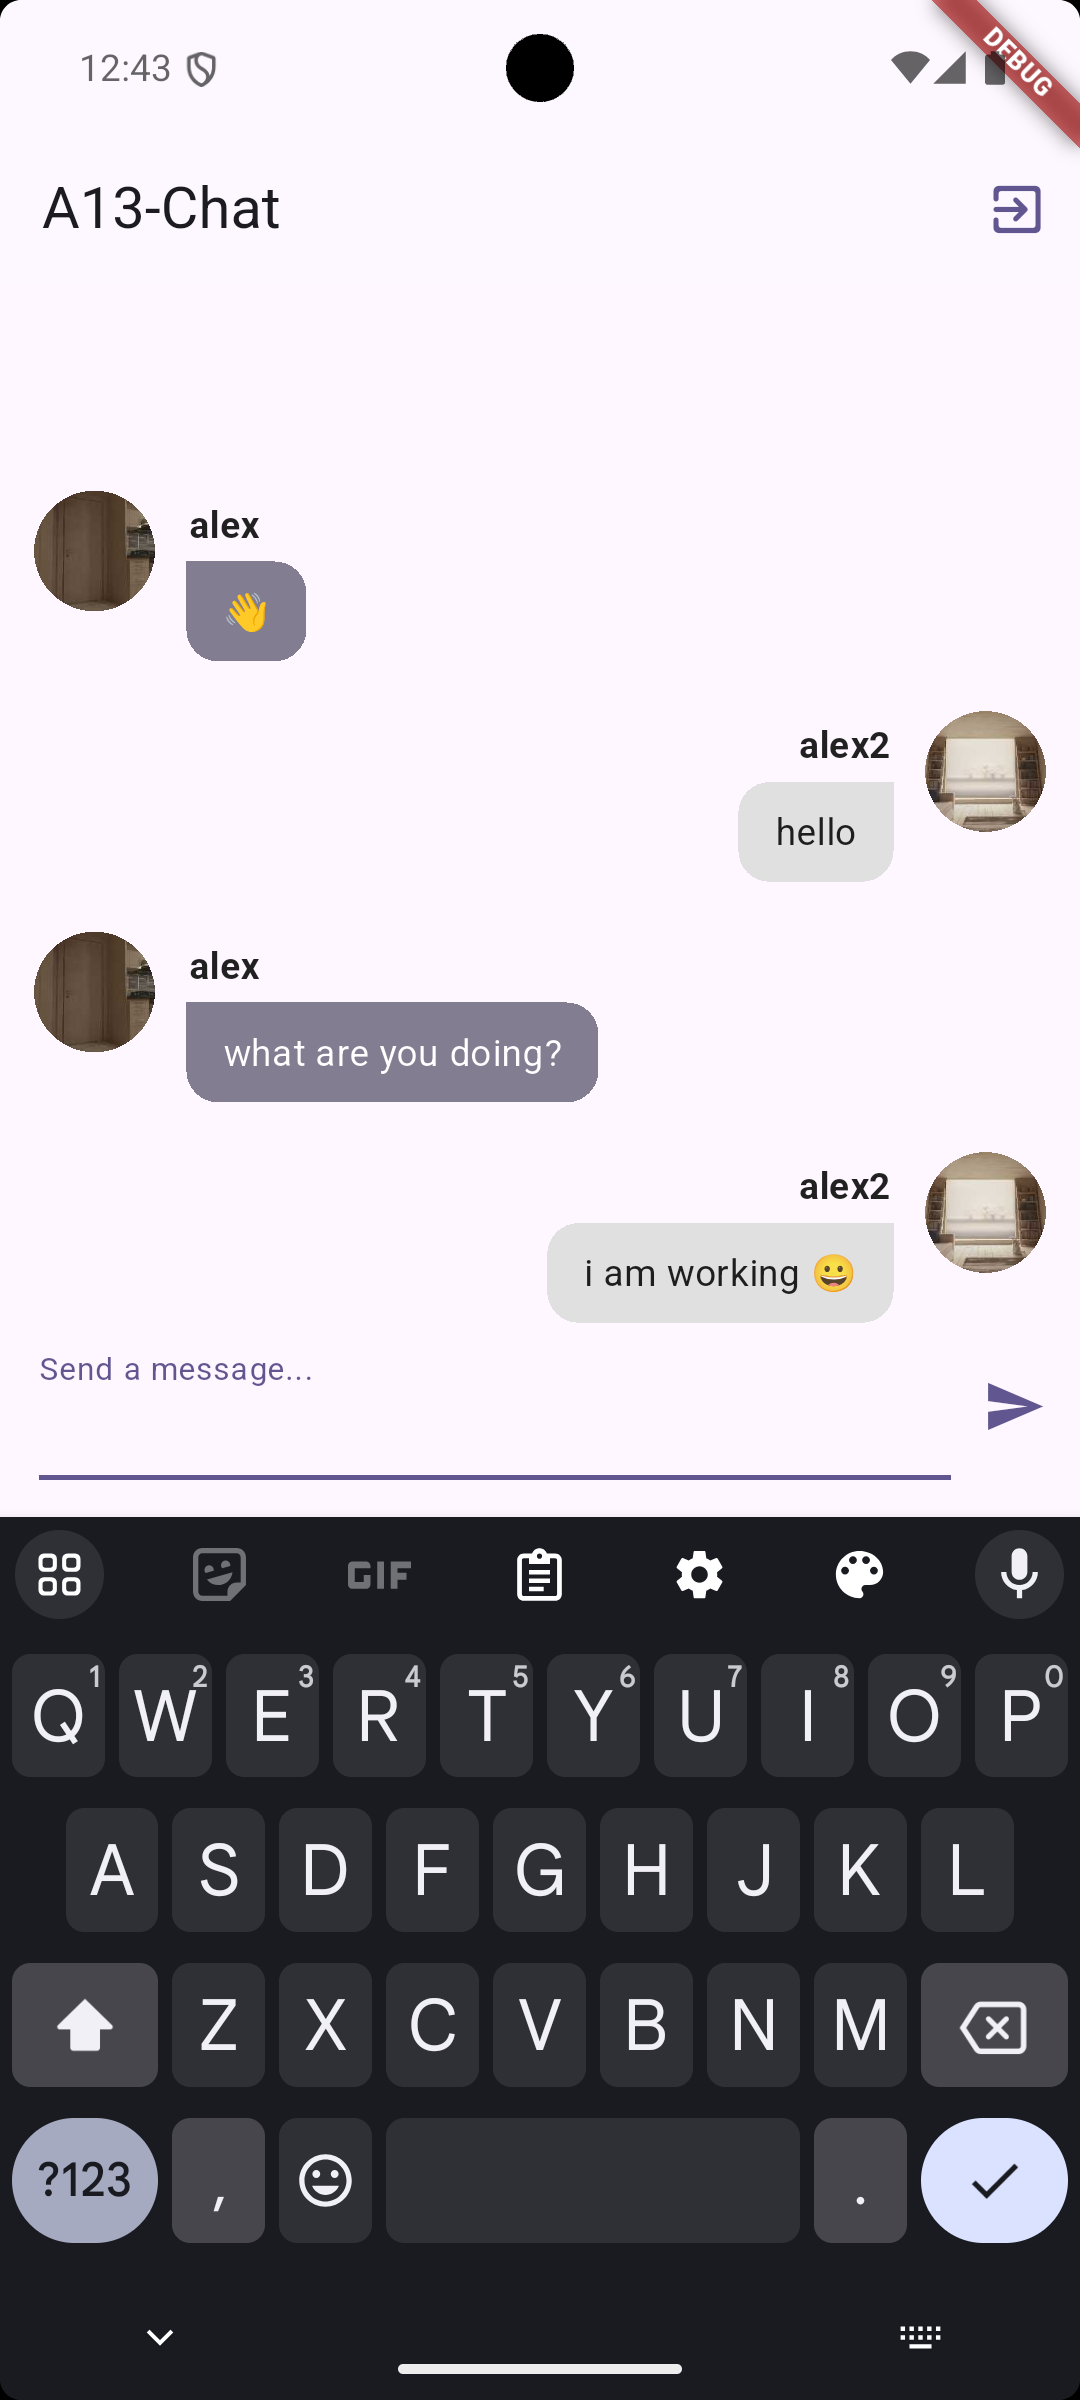 12:43
DEBUG
A13-Chat
alex
👋
alex2
hello
alex
what are you doing?
alex2
i am working 😀
Send a message...
GIF
Q1 W2 E3 R4 T5 Y6 U7 I8 O9 P0
A S D F G H J K L
Z X C V B N M
?123 , .